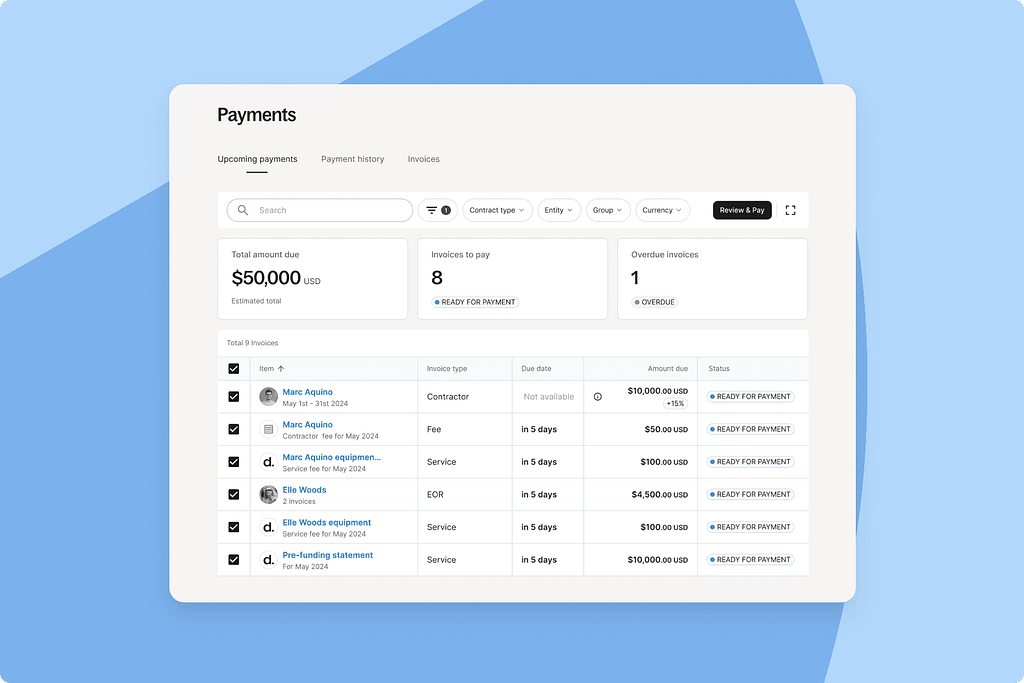 Payments
Upcoming payments Payment history Invoices
Search 1 Contract type Entity Group Currency Review & Pay
Total amount due Invoices to pay Overdue invoices
$50,000 USD 8 1
Estimated total READY FOR PAYMENT OVERDUE
Total 9 Invoices
Item Invoice type Due date Amount due Status
Marc Aquino
May 1st - 31st 2024 Contractor Not available $10,000.00 USD +15% READY FOR PAYMENT
Marc Aquino
Contractor fee for May 2024 Fee in 5 days $50.00 USD READY FOR PAYMENT
d. Marc Aquino equipmen...
Service fee for May 2024 Service in 5 days $100.00 USD READY FOR PAYMENT
Elle Woods
2 invoices EOR in 5 days $4,500.00 USD READY FOR PAYMENT
d. Elle Woods equipment
Service fee for May 2024 Service in 5 days $100.00 USD READY FOR PAYMENT
d. Pre-funding statement
For May 2024 Service in 5 days $10,000.00 USD READY FOR PAYMENT